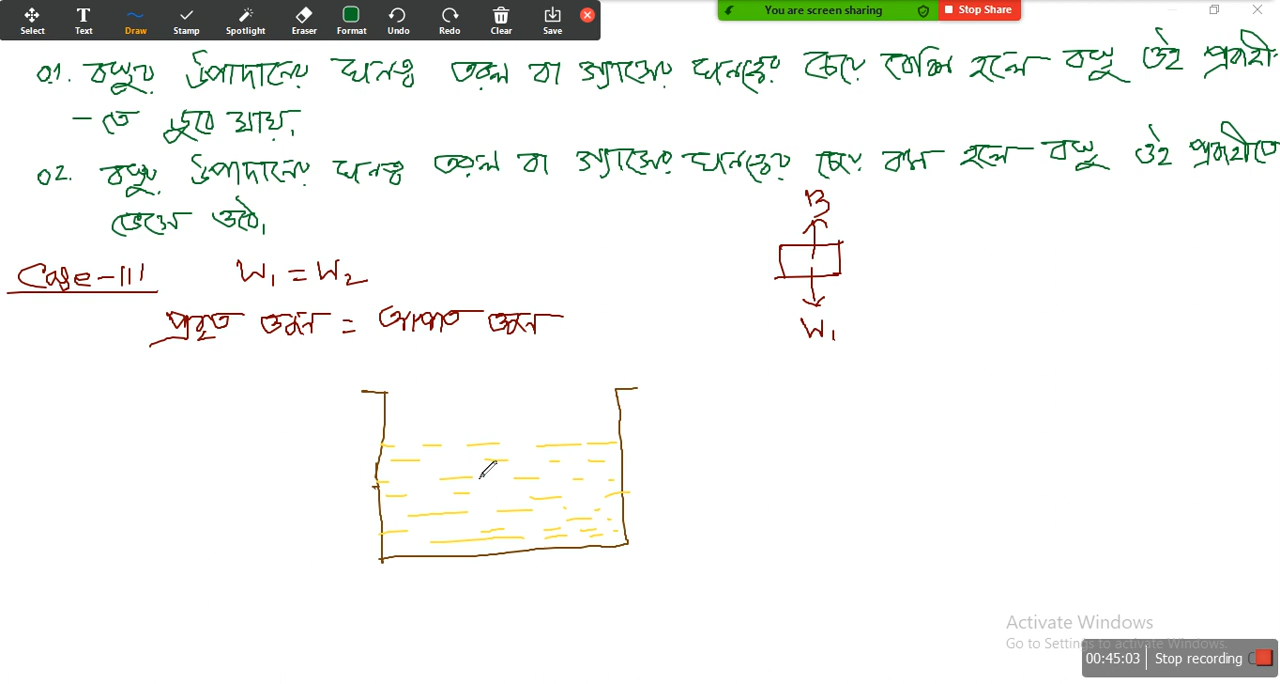 Select Text Draw Stamp Spotlight Eraser Format Undo Redo Clear Save
You are screen sharing Stop Share
01. বস্তুর উপাদানের ঘনত্ব তরল বা গ্যাসের ঘনত্বের চেয়ে বেশি হলে বস্তু ঐ প্রবাহী
- তে ডুবে যায়।
02. বস্তুর উপাদানের ঘনত্ব তরল বা গ্যাসের ঘনত্বের চেয়ে কম হলে বস্তু ঐ প্রবাহীতে
ভেসে ওঠে।
B
Case-III W₁ = W₂
প্রকৃত ওজন = আপাত ওজন
W₁
Activate Windows
Go to Settings to activate Windows.
00:45:03 Stop recording